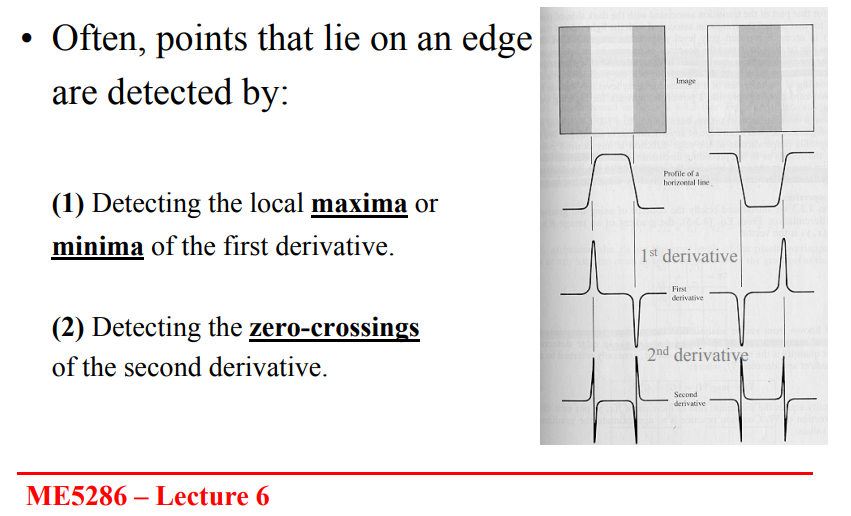 • Often, points that lie on an edge
are detected by:
(1) Detecting the local maxima or
minima of the first derivative.
(2) Detecting the zero-crossings
of the second derivative.
Image
Profile of a
horizontal line
1st derivative
First
derivative
2nd derivative
Second
derivative
ME5286 – Lecture 6